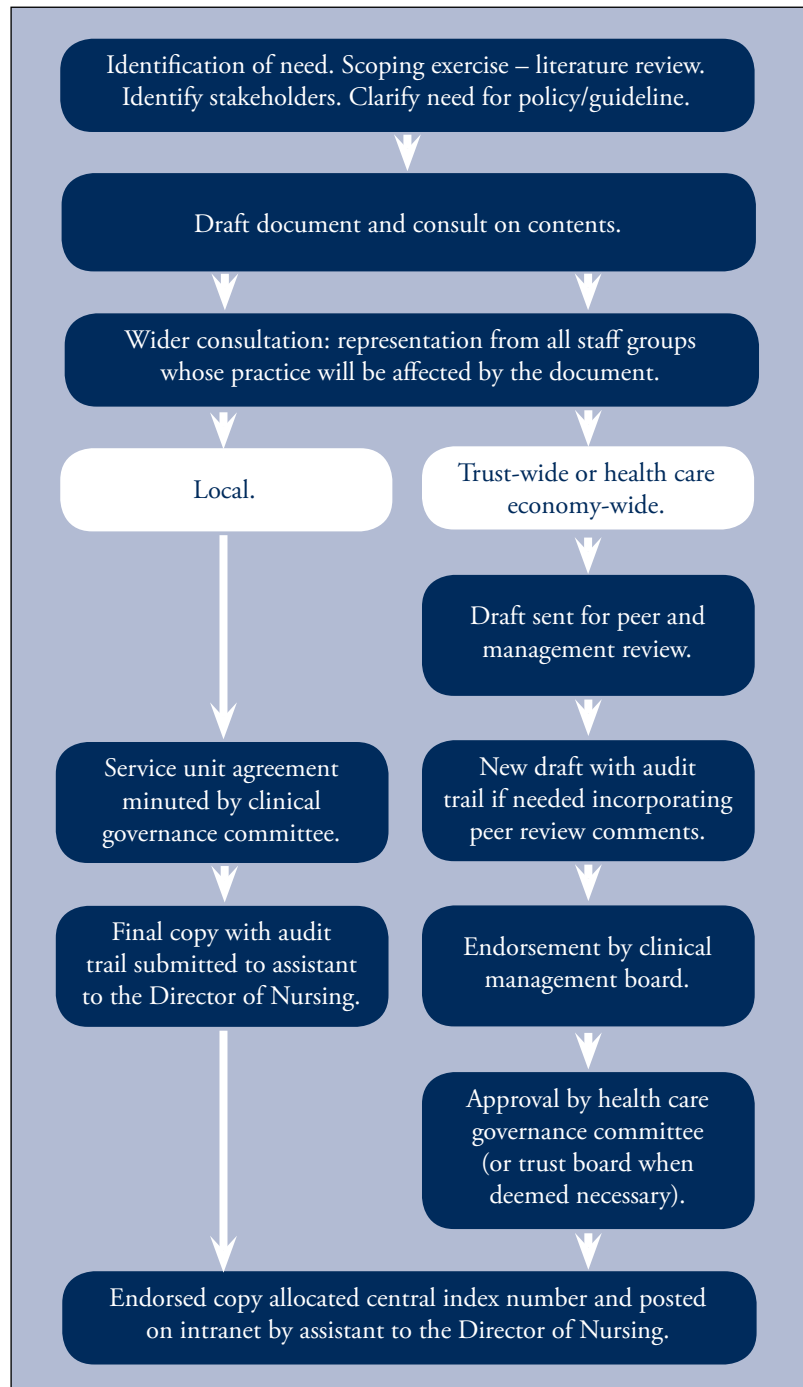 Identification of need. Scoping exercise – literature review.
Identify stakeholders. Clarify need for policy/guideline.
Draft document and consult on contents.
Wider consultation: representation from all staff groups
whose practice will be affected by the document.
Local.
Trust-wide or health care
economy-wide.
Draft sent for peer and
management review.
Service unit agreement
minuted by clinical
governance committee.
New draft with audit
trail if needed incorporating
peer review comments.
Final copy with audit
trail submitted to assistant
to the Director of Nursing.
Endorsement by clinical
management board.
Approval by health care
governance committee
(or trust board when
deemed necessary).
Endorsed copy allocated central index number and posted
on intranet by assistant to the Director of Nursing.